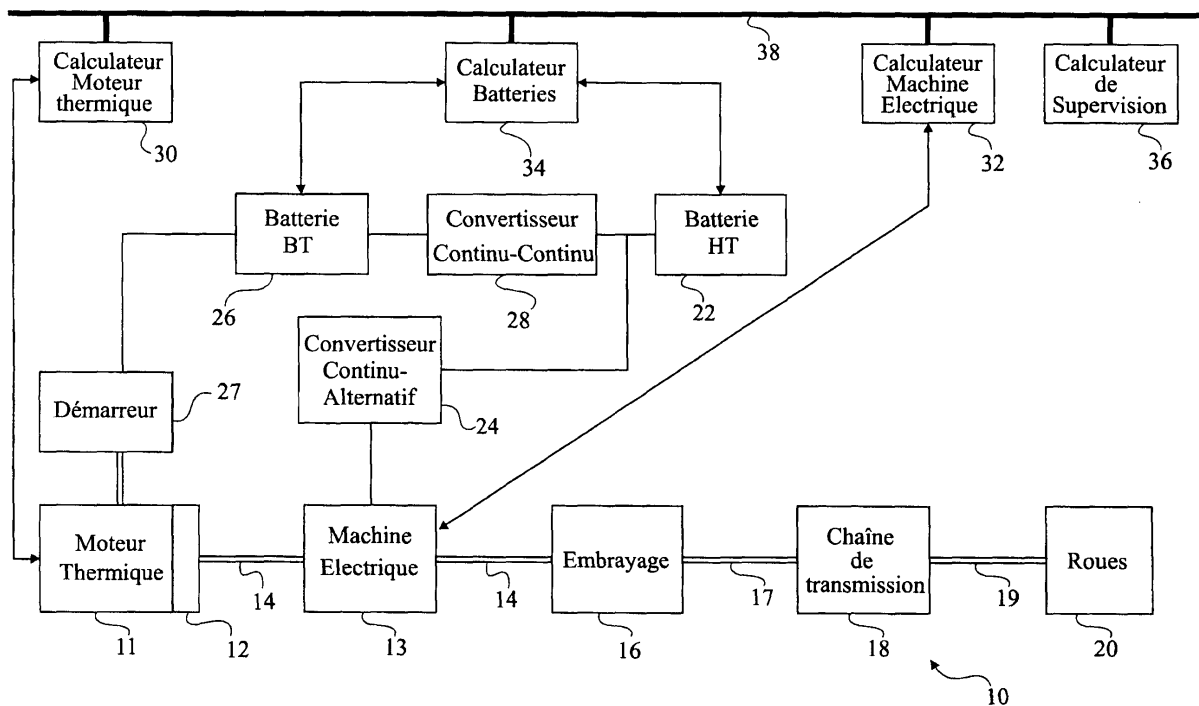 38
Calculateur
Moteur
thermique
30
Calculateur
Batteries
34
Calculateur
Machine
Electrique
32
Calculateur
de
Supervision
36
Batterie
BT
26
Convertisseur
Continu-Continu
28
Batterie
HT
22
Convertisseur
Continu-
Alternatif
24
Démarreur
27
Moteur
Thermique
11
12
14
Machine
Electrique
13
14
Embrayage
16
17
Chaîne
de
transmission
18
19
Roues
20
10